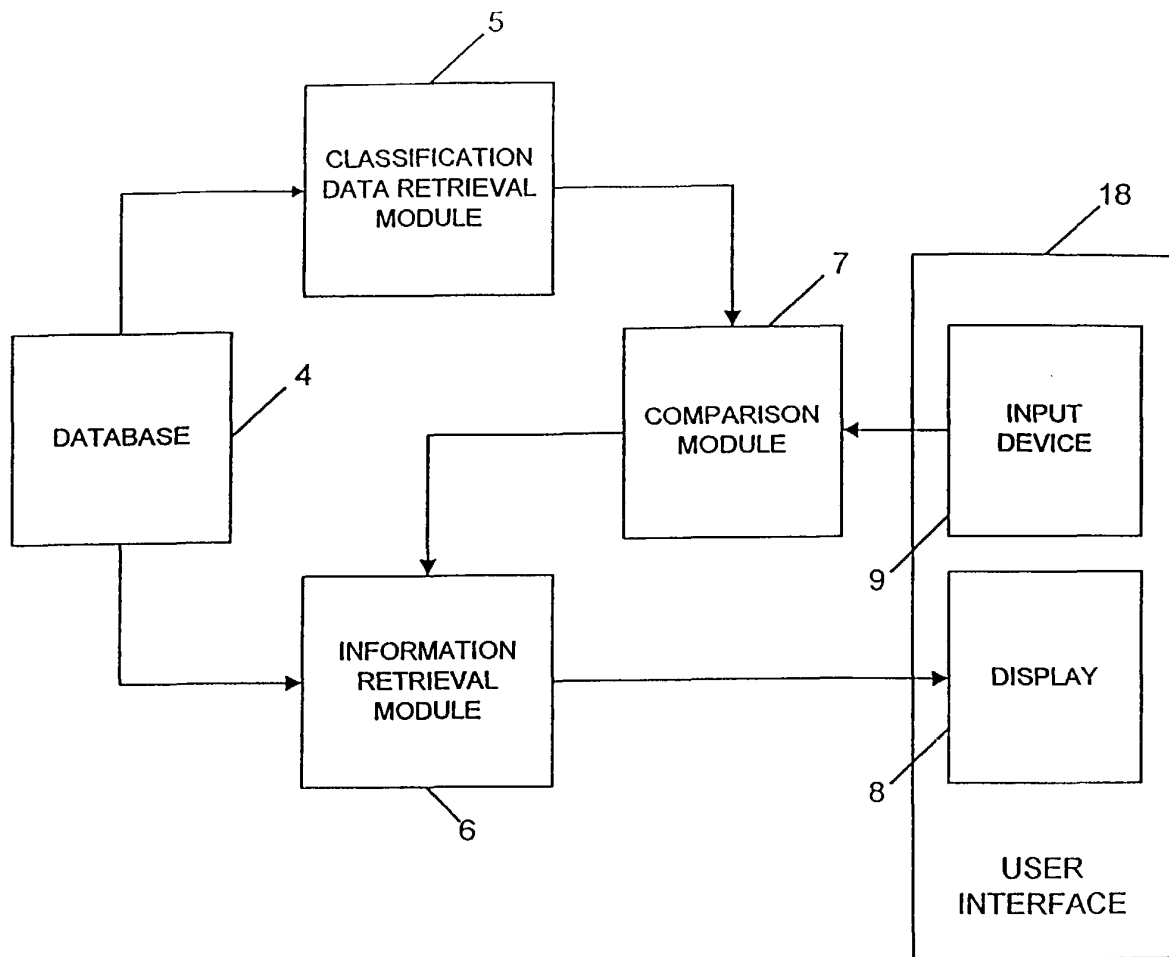 5
CLASSIFICATION
DATA RETRIEVAL
MODULE
18
7
4
DATABASE
COMPARISON
MODULE
INPUT
DEVICE
9
INFORMATION
RETRIEVAL
MODULE
DISPLAY
8
6
USER
INTERFACE